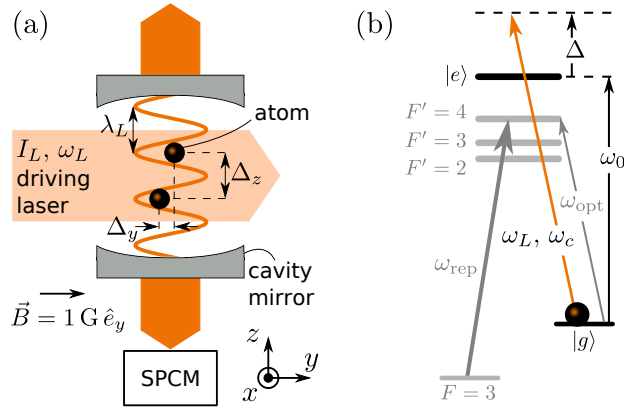 (a)
λ_L
atom
I_L, ω_L
driving
laser
Δ_z
Δ_y
cavity
mirror
B⃗ = 1 G ê_y
SPCM
z
y
x
(b)
Δ
|e⟩
F′ = 4
F′ = 3
F′ = 2
ω_0
ω_opt
ω_L, ω_c
ω_rep
|g⟩
F = 3